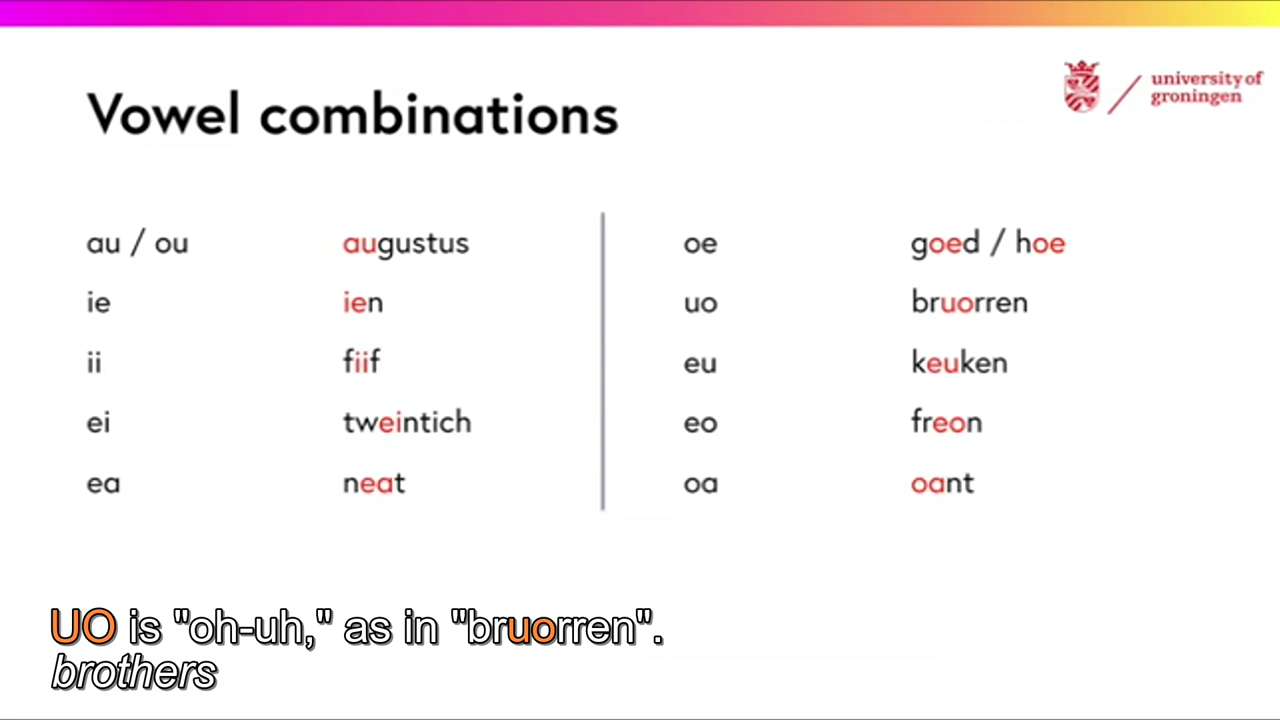 Vowel combinations
university of
groningen
au / ou augustus
ie ien
ii fiif
ei tweintich
ea neat
oe goed / hoe
uo bruorren
eu keuken
eo freon
oa oant
UO is "oh-uh," as in "bruorren".
brothers